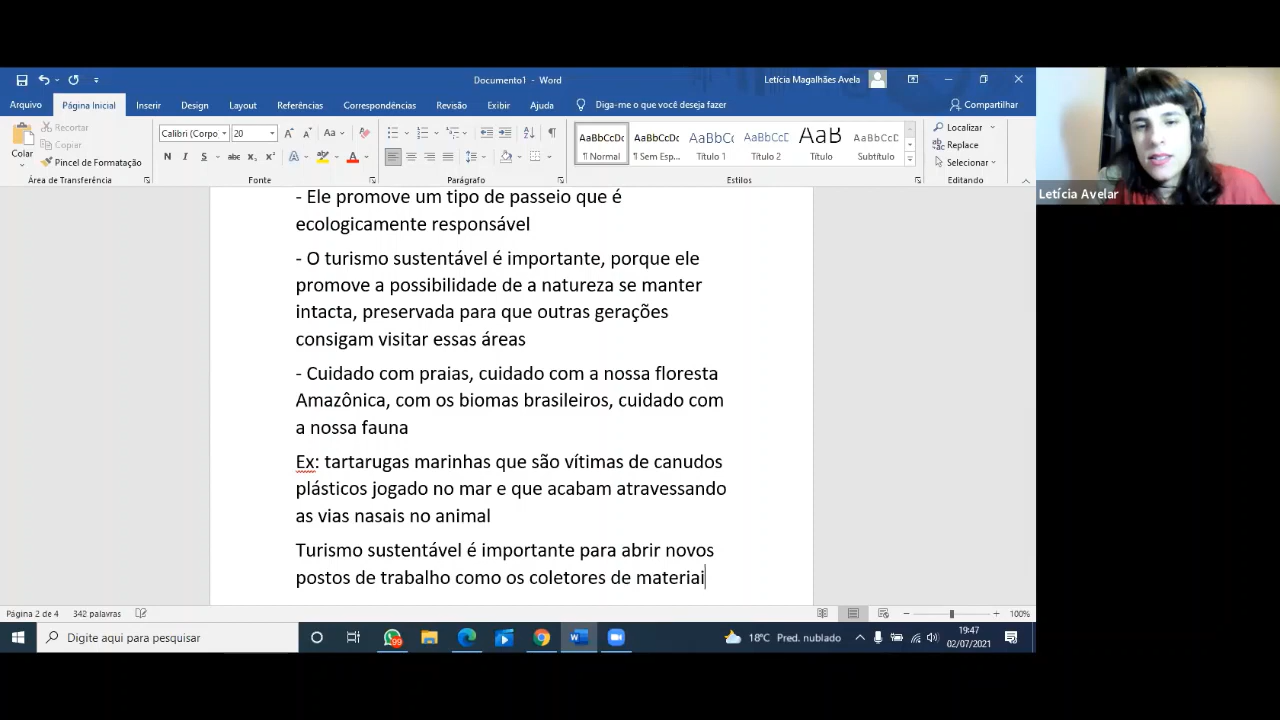 Documento1 - Word
Letícia Magalhães Avela
Arquivo
Página Inicial
Inserir
Design
Layout
Referências
Correspondências
Revisão
Exibir
Ajuda
Diga-me o que você deseja fazer
Compartilhar
Colar
Recortar
Copiar
Pincel de Formatação
Área de Transferência
Calibri (Corpo
20
Aa
N I S abc x₂ x²
Fonte
Parágrafo
AaBbCcDc
¶ Normal
AaBbCcDc
¶ Sem Esp...
AaBbCc
Título 1
AaBbCcD
Título 2
AaB
Título
AaBbCcD
Subtítulo
Estilos
Localizar
Replace
Selecionar
Editando
Letícia Avelar
- Ele promove um tipo de passeio que é
ecologicamente responsável
- O turismo sustentável é importante, porque ele
promove a possibilidade de a natureza se manter
intacta, preservada para que outras gerações
consigam visitar essas áreas
- Cuidado com praias, cuidado com a nossa floresta
Amazônica, com os biomas brasileiros, cuidado com
a nossa fauna
Ex: tartarugas marinhas que são vítimas de canudos
plásticos jogado no mar e que acabam atravessando
as vias nasais no animal
Turismo sustentável é importante para abrir novos
postos de trabalho como os coletores de materiai
Página 2 de 4
342 palavras
100%
Digite aqui para pesquisar
99
18°C Pred. nublado
19:47
02/07/2021